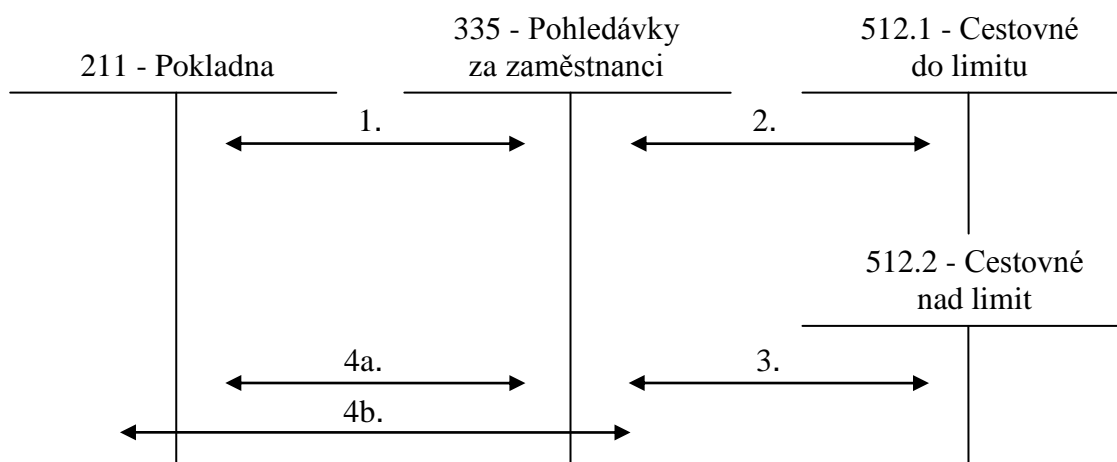 211 - Pokladna
335 - Pohledávky
za zaměstnanci
512.1 - Cestovné
do limitu
1.
2.
512.2 - Cestovné
nad limit
4a.
3.
4b.